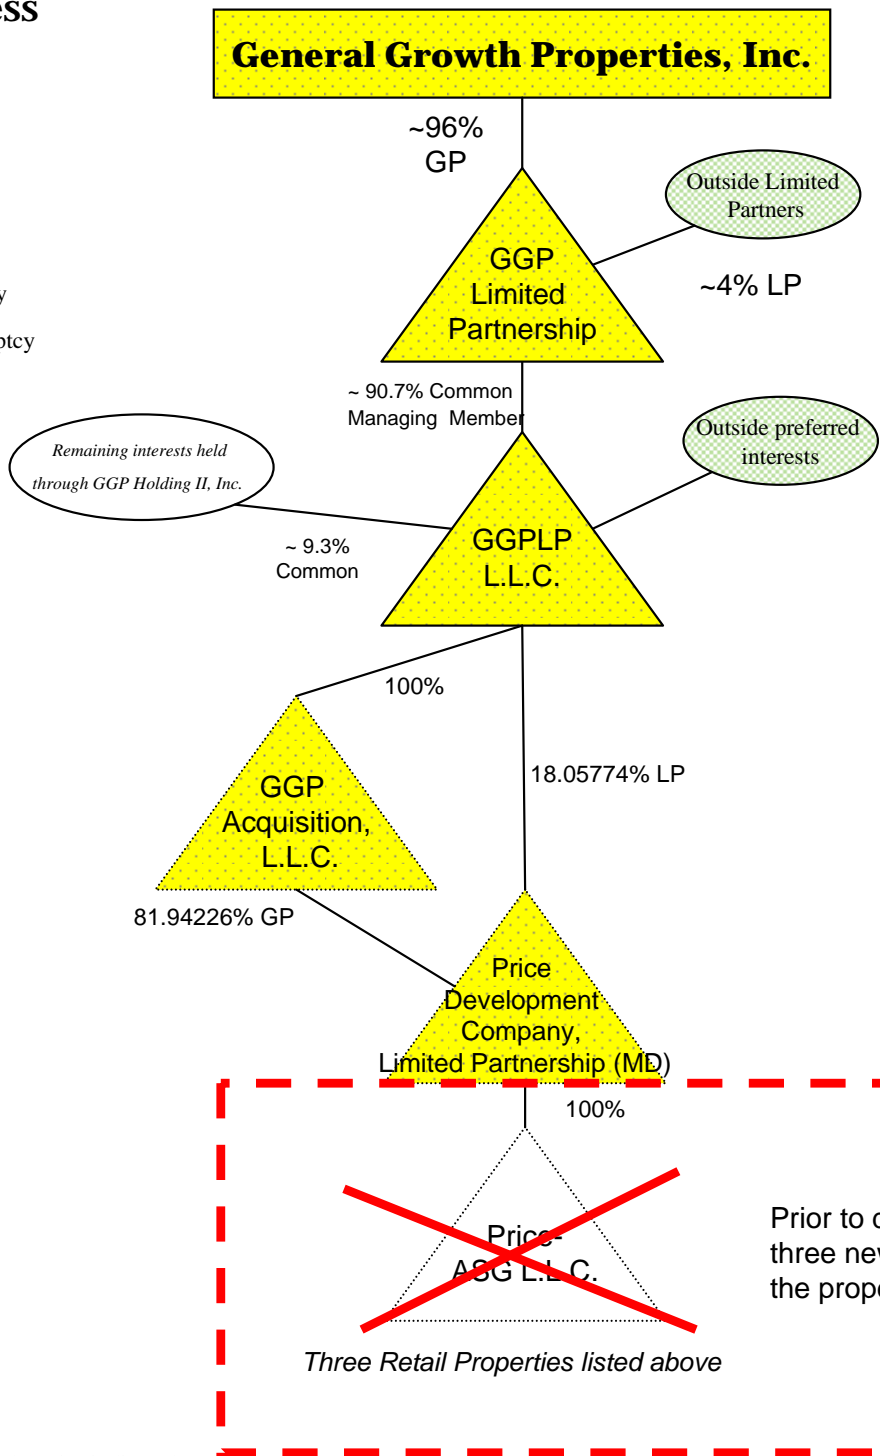 General Growth Properties, Inc.
~96%
GP
Outside Limited
Partners
GGP
Limited
Partnership
~4% LP
y
~ 90.7% Common
Managing Member
Outside preferred
interests
Remaining interests held
through GGP Holding II, Inc.
~ 9.3%
Common
GGPLP
L.L.C.
100%
18.05774% LP
GGP
Acquisition,
L.L.C.
81.94226% GP
Price
Development
Company,
Limited Partnership (MD)
100%
Price-
ASG L.L.C.
Prior to
three
the
Three Retail Properties listed above